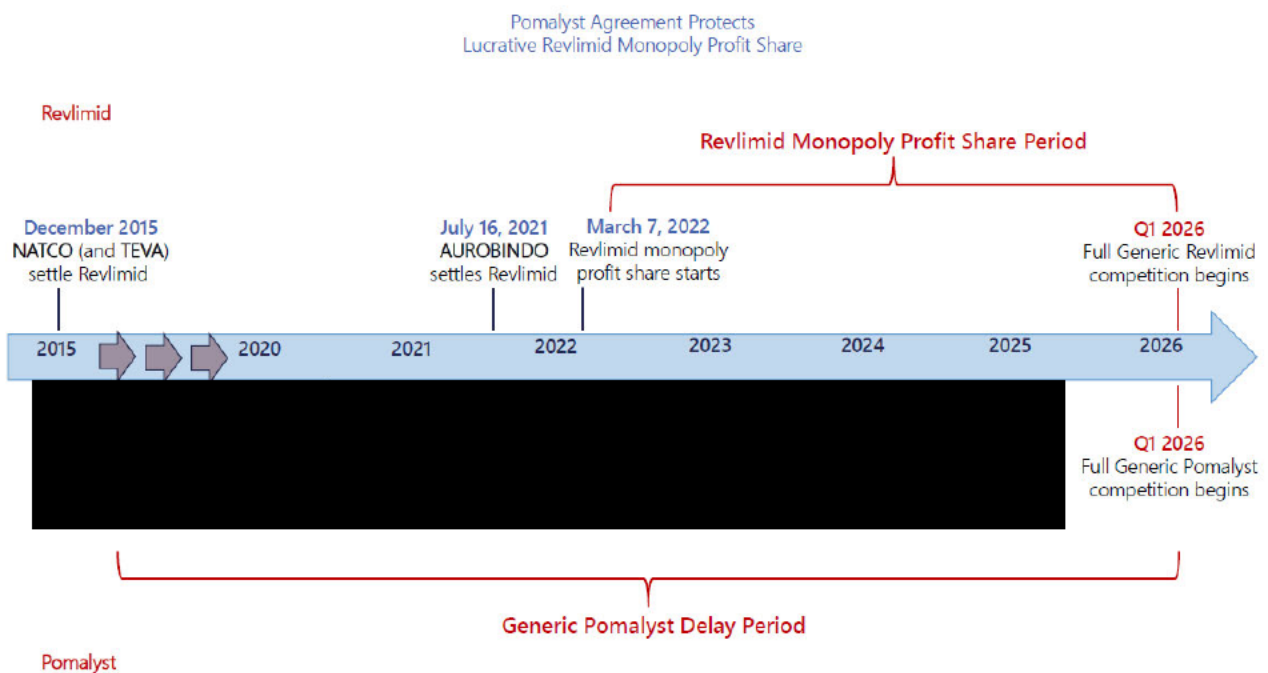 Pomalyst Agreement Protects
Lucrative Revlimid Monopoly Profit Share
Revlimid
Revlimid Monopoly Profit Share Period
December 2015
NATCO (and TEVA)
settle Revlimid
July 16, 2021
AUROBINDO
settles Revlimid
March 7, 2022
Revlimid monopoly
profit share starts
Q1 2026
Full Generic Revlimid
competition begins
2015 2020 2021 2022 2023 2024 2025 2026
Q1 2026
Full Generic Pomalyst
competition begins
Generic Pomalyst Delay Period
Pomalyst